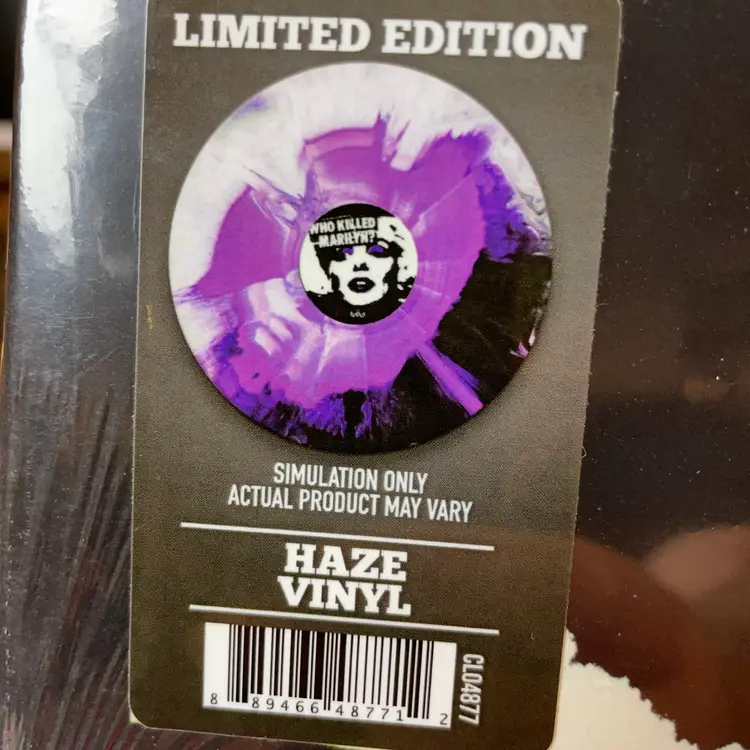 LIMITED EDITION
WHO KILLED
MARILYN?
SIMULATION ONLY
ACTUAL PRODUCT MAY VARY
HAZE
VINYL
8 89466 48771 2
CLO4877